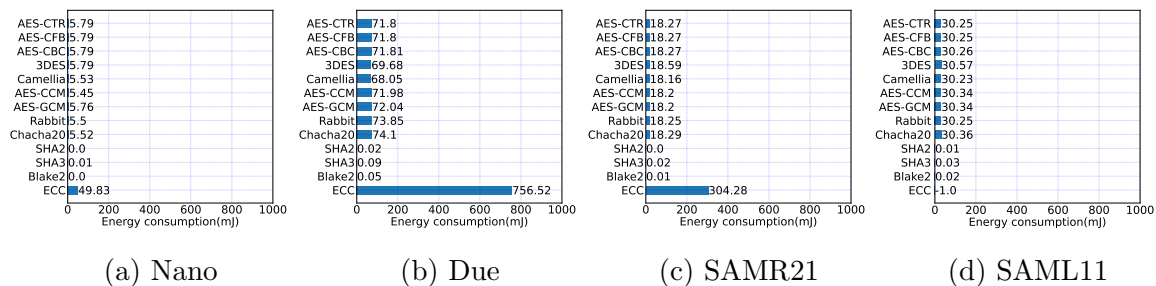 AES-CTR 5.79
AES-CFB 5.79
AES-CBC 5.79
3DES 5.79
Camellia 5.53
AES-CCM 5.45
AES-GCM 5.76
Rabbit 5.5
Chacha20 5.52
SHA2 0.0
SHA3 0.01
Blake2 0.0
ECC 49.83
0 200 400 600 800 1000
Energy consumption(mJ)
(a) Nano
AES-CTR 71.8
AES-CFB 71.8
AES-CBC 71.81
3DES 69.68
Camellia 68.05
AES-CCM 71.98
AES-GCM 72.04
Rabbit 73.85
Chacha20 74.1
SHA2 0.02
SHA3 0.09
Blake2 0.05
ECC 756.52
0 200 400 600 800 1000
Energy consumption(mJ)
(b) Due
AES-CTR 18.27
AES-CFB 18.27
AES-CBC 18.27
3DES 18.59
Camellia 18.16
AES-CCM 18.2
AES-GCM 18.2
Rabbit 18.25
Chacha20 18.29
SHA2 0.0
SHA3 0.02
Blake2 0.01
ECC 304.28
0 200 400 600 800 1000
Energy consumption(mJ)
(c) SAMR21
AES-CTR 30.25
AES-CFB 30.25
AES-CBC 30.26
3DES 30.57
Camellia 30.23
AES-CCM 30.34
AES-GCM 30.34
Rabbit 30.25
Chacha20 30.36
SHA2 0.01
SHA3 0.03
Blake2 0.02
ECC -1.0
0 200 400 600 800 1000
Energy consumption(mJ)
(d) SAML11